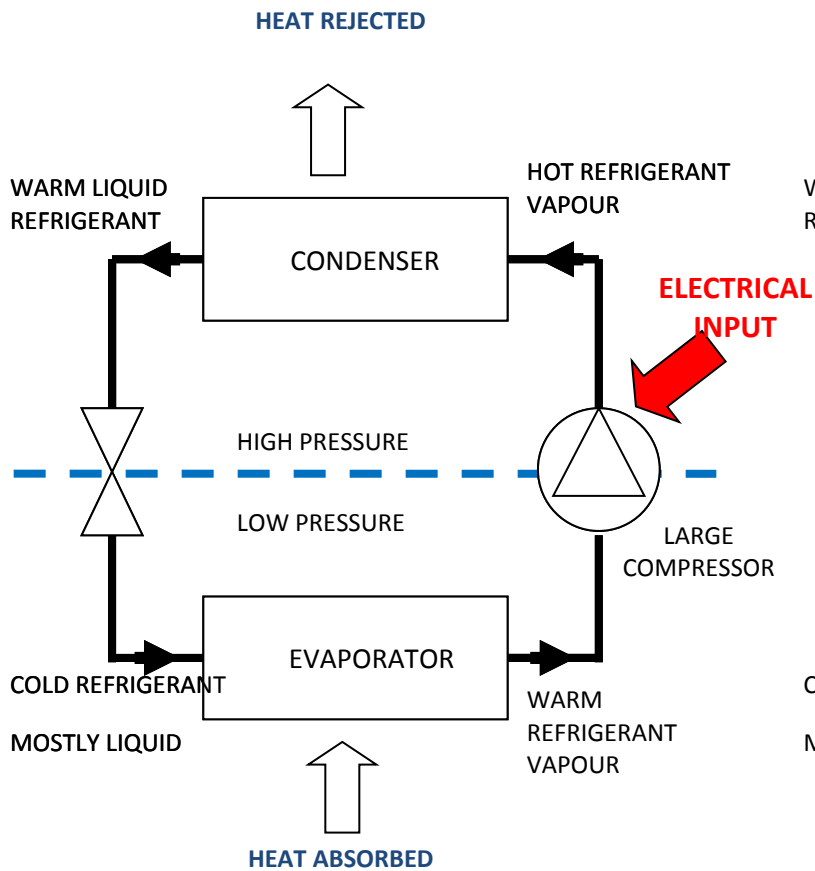 HEAT REJECTED
WARM LIQUID
REFRIGERANT
HOT REFRIGERANT
VAPOUR
W
R
CONDENSER
ELECTRICAL
INPUT
HIGH PRESSURE
LOW PRESSURE
LARGE
COMPRESSOR
EVAPORATOR
COLD REFRIGERANT
MOSTLY LIQUID
WARM
REFRIGERANT
VAPOUR
C
M
HEAT ABSORBED